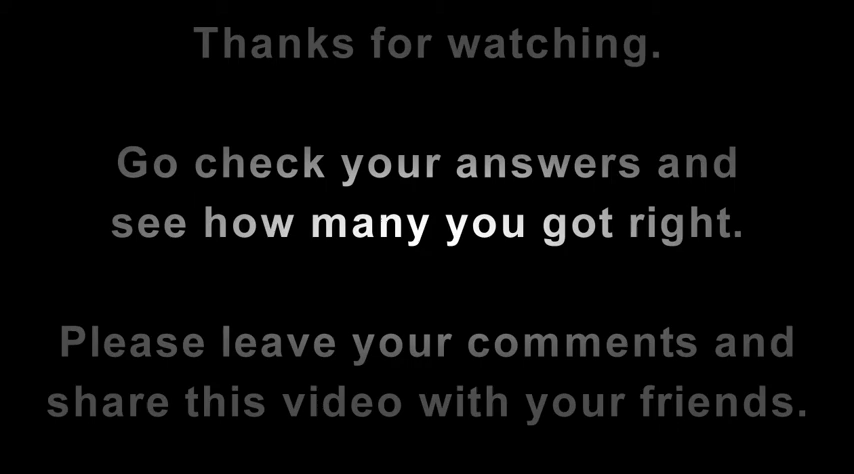 Thanks for watching.
Go check your answers and
see how many you got right.
Please leave your comments and
share this video with your friends.